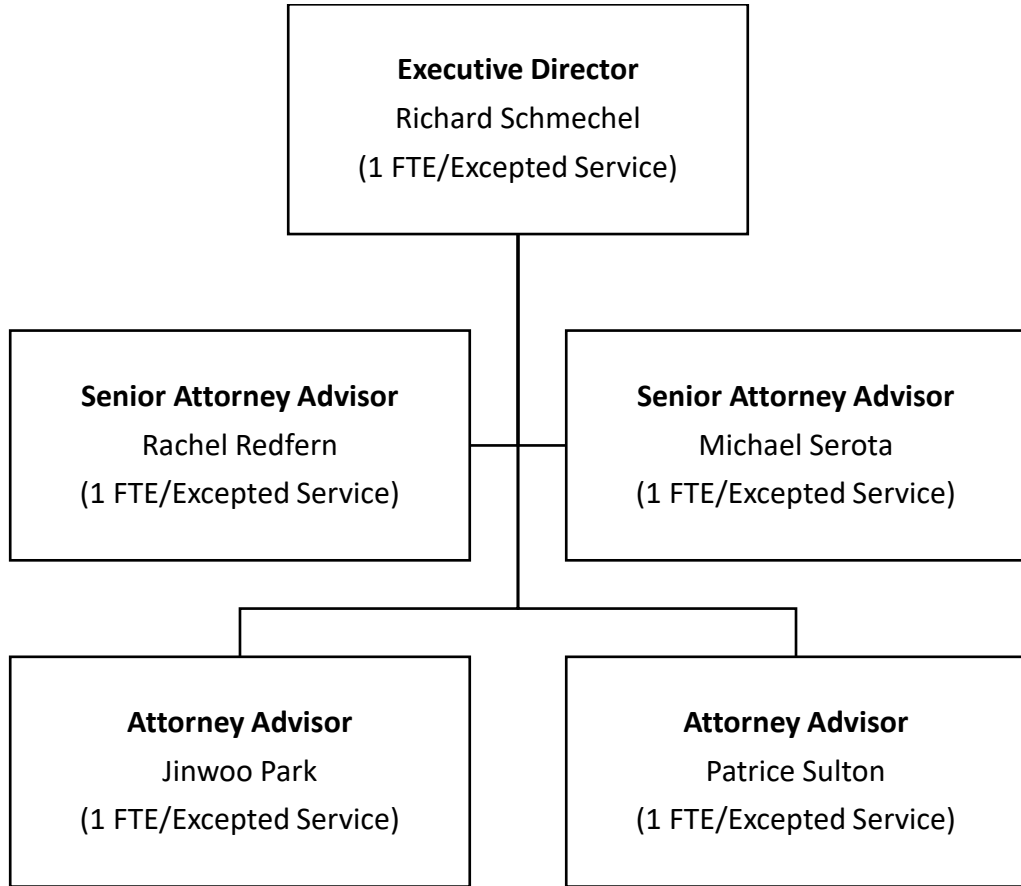 Executive Director
Richard Schmechel
(1 FTE/Excepted Service)
Senior Attorney Advisor
Rachel Redfern
(1 FTE/Excepted Service)
Senior Attorney Advisor
Michael Serota
(1 FTE/Excepted Service)
Attorney Advisor
Jinwoo Park
(1 FTE/Excepted Service)
Attorney Advisor
Patrice Sulton
(1 FTE/Excepted Service)